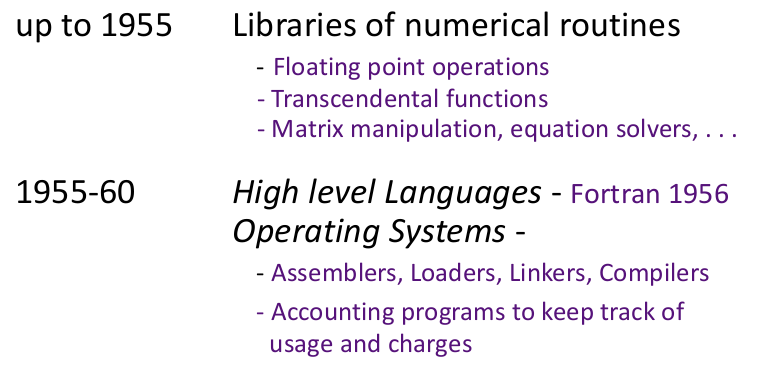 up to 1955 Libraries of numerical routines
- Floating point operations
- Transcendental functions
- Matrix manipulation, equation solvers, . . .
1955-60 High level Languages - Fortran 1956
Operating Systems -
- Assemblers, Loaders, Linkers, Compilers
- Accounting programs to keep track of
usage and charges